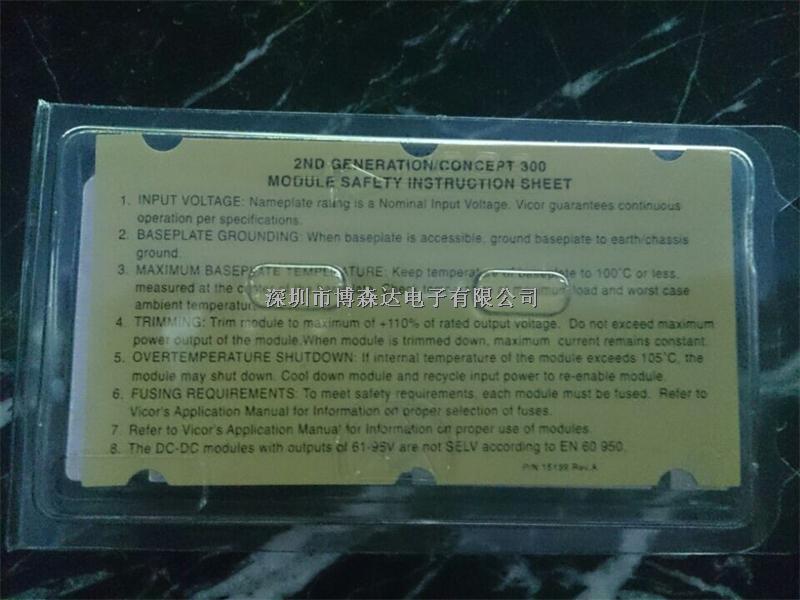 2ND GENERATION/CONCEPT 300
MODULE SAFETY INSTRUCTION SHEET
1. INPUT VOLTAGE: Nameplate rating is a Nominal Input Voltage. Vicor guarantees continuous
operation per specifications.
2. BASEPLATE GROUNDING: When baseplate is accessible, ground baseplate to earth/chassis
ground.
3. MAXIMUM BASEPLATE TEMPERATURE: Keep temperature of baseplate to 100°C or less,
measured at the load and worst case
深圳市博森达电子有限公司
ambient temperature
4. TRIMMING: Trim module to maximum of +110% of rated output voltage. Do not exceed maximum
power output of the module.When module is trimmed down, maximum current remains constant.
5. OVERTEMPERATURE SHUTDOWN: If internal temperature of the module exceeds 105°C, the
module may shut down. Cool down module and recycle input power to re-enable module.
6. FUSING REQUIREMENTS: To meet safety requirements, each module must be fused. Refer to
Vicor's Application Manual for Information on proper selection of fuses.
7. Refer to Vicor's Application Manual for Information on proper use of modules.
8. The DC-DC modules with outputs of 61-95V are not SELV according to EN 60 950.
P/N 15199 Rev.A